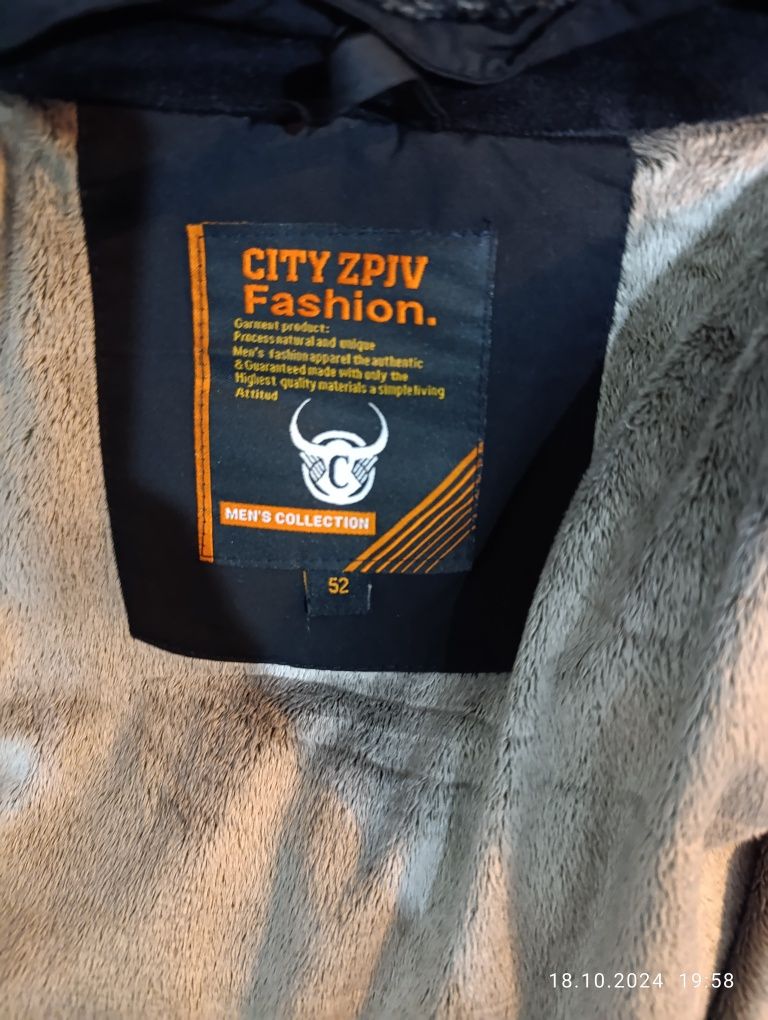 CITY ZPJV
Fashion.
Garment product:
Process natural and unique
Men's fashion apparel the authentic
& Guaranteed made with only the
Highest quality materials a simple living
Attitud
C
MEN'S COLLECTION
52
18.10.2024 19:58